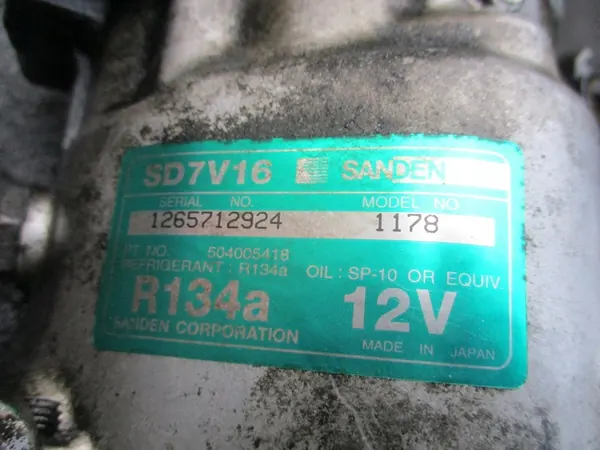 SD7V16 SANDEN
SERIAL NO. MODEL NO.
1265712924 1178
PT NO. 504005418
REFRIGERANT : R134a OIL : SP-10 OR EQUIV.
R134a 12V
SANDEN CORPORATION MADE IN JAPAN